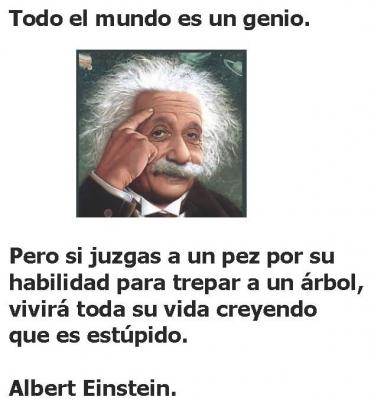 Todo el mundo es un genio.
Pero si juzgas a un pez por su
habilidad para trepar a un árbol,
vivirá toda su vida creyendo
que es estúpido.
Albert Einstein.